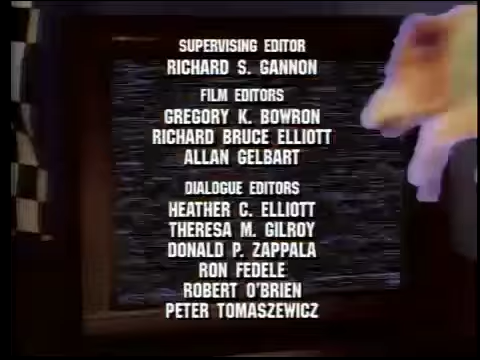 SUPERVISING EDITOR
RICHARD S. GANNON
FILM EDITORS
GREGORY K. BOWRON
RICHARD BRUCE ELLIOTT
ALLAN GELBART
DIALOGUE EDITORS
HEATHER C. ELLIOTT
THERESA M. GILROY
DONALD P. ZAPPALA
RON FEDELE
ROBERT O'BRIEN
PETER TOMASZEWICZ